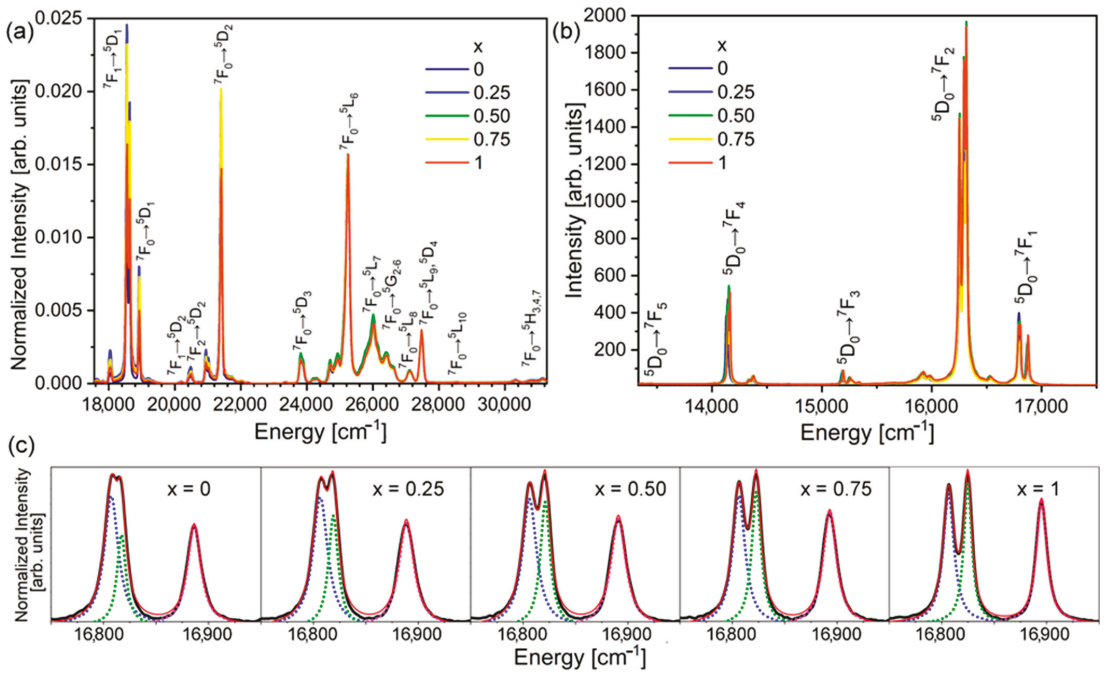 (a)
Normalized Intensity [arb. units]
0.025
0.020
0.015
0.010
0.005
0.000
⁷F₁→⁵D₁
⁷F₀→⁵D₁
⁷F₁→⁵D₂
⁷F₂→⁵D₂
⁷F₀→⁵D₂
⁷F₀→⁵D₃
⁷F₀→⁵L₆
⁷F₀→⁵L₇
⁷F₀→⁵G₂₋₆
⁷F₀→⁵L₈
⁷F₀→⁵L₉,⁵D₄
⁷F₀→⁵L₁₀
⁷F₀→⁵H₃,₄,₇
x
0
0.25
0.50
0.75
1
18,000 20,000 22,000 24,000 26,000 28,000 30,000
Energy [cm⁻¹]
(b)
Intensity [arb. units]
2000
1800
1600
1400
1200
1000
800
600
400
200
x
0
0.25
0.50
0.75
1
⁵D₀→⁷F₅
⁵D₀→⁷F₄
⁵D₀→⁷F₃
⁵D₀→⁷F₂
⁵D₀→⁷F₁
14,000 15,000 16,000 17,000
Energy [cm⁻¹]
(c)
Normalized Intensity
[arb. units]
x = 0
x = 0.25
x = 0.50
x = 0.75
x = 1
16,800 16,900 16,800 16,900 16,800 16,900 16,800 16,900 16,800 16,900
Energy [cm⁻¹]